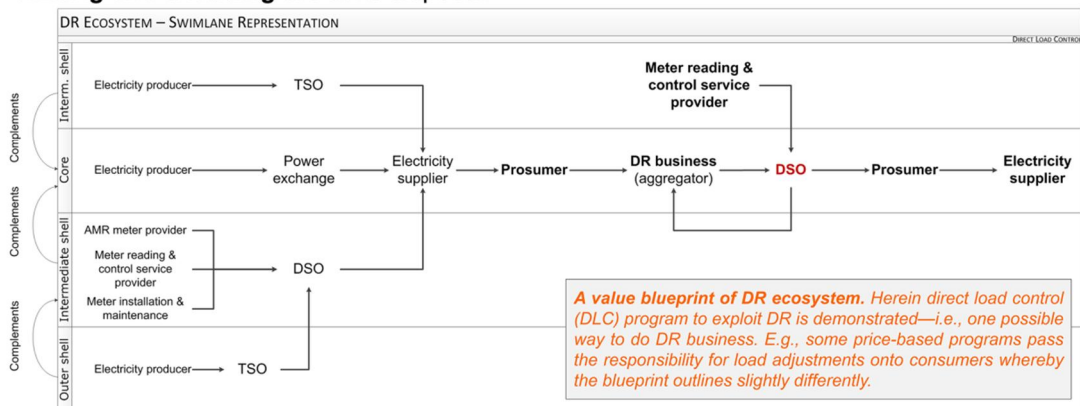 DR ECOSYSTEM – SWIMLANE REPRESENTATION
DIRECT LOAD CONTROL
Interm. shell
Electricity producer
TSO
Meter reading &
control service
provider
Complements
Core
Electricity producer
Power
exchange
Electricity
supplier
Prosumer
DR business
(aggregator)
DSO
Prosumer
Electricity
supplier
Complements
Intermediate shell
AMR meter provider
Meter reading &
control service
provider
Meter installation &
maintenance
DSO
Complements
Outer shell
Electricity producer
TSO
A value blueprint of DR ecosystem. Herein direct load control
(DLC) program to exploit DR is demonstrated—i.e., one possible
way to do DR business. E.g., some price-based programs pass
the responsibility for load adjustments onto consumers whereby
the blueprint outlines slightly differently.